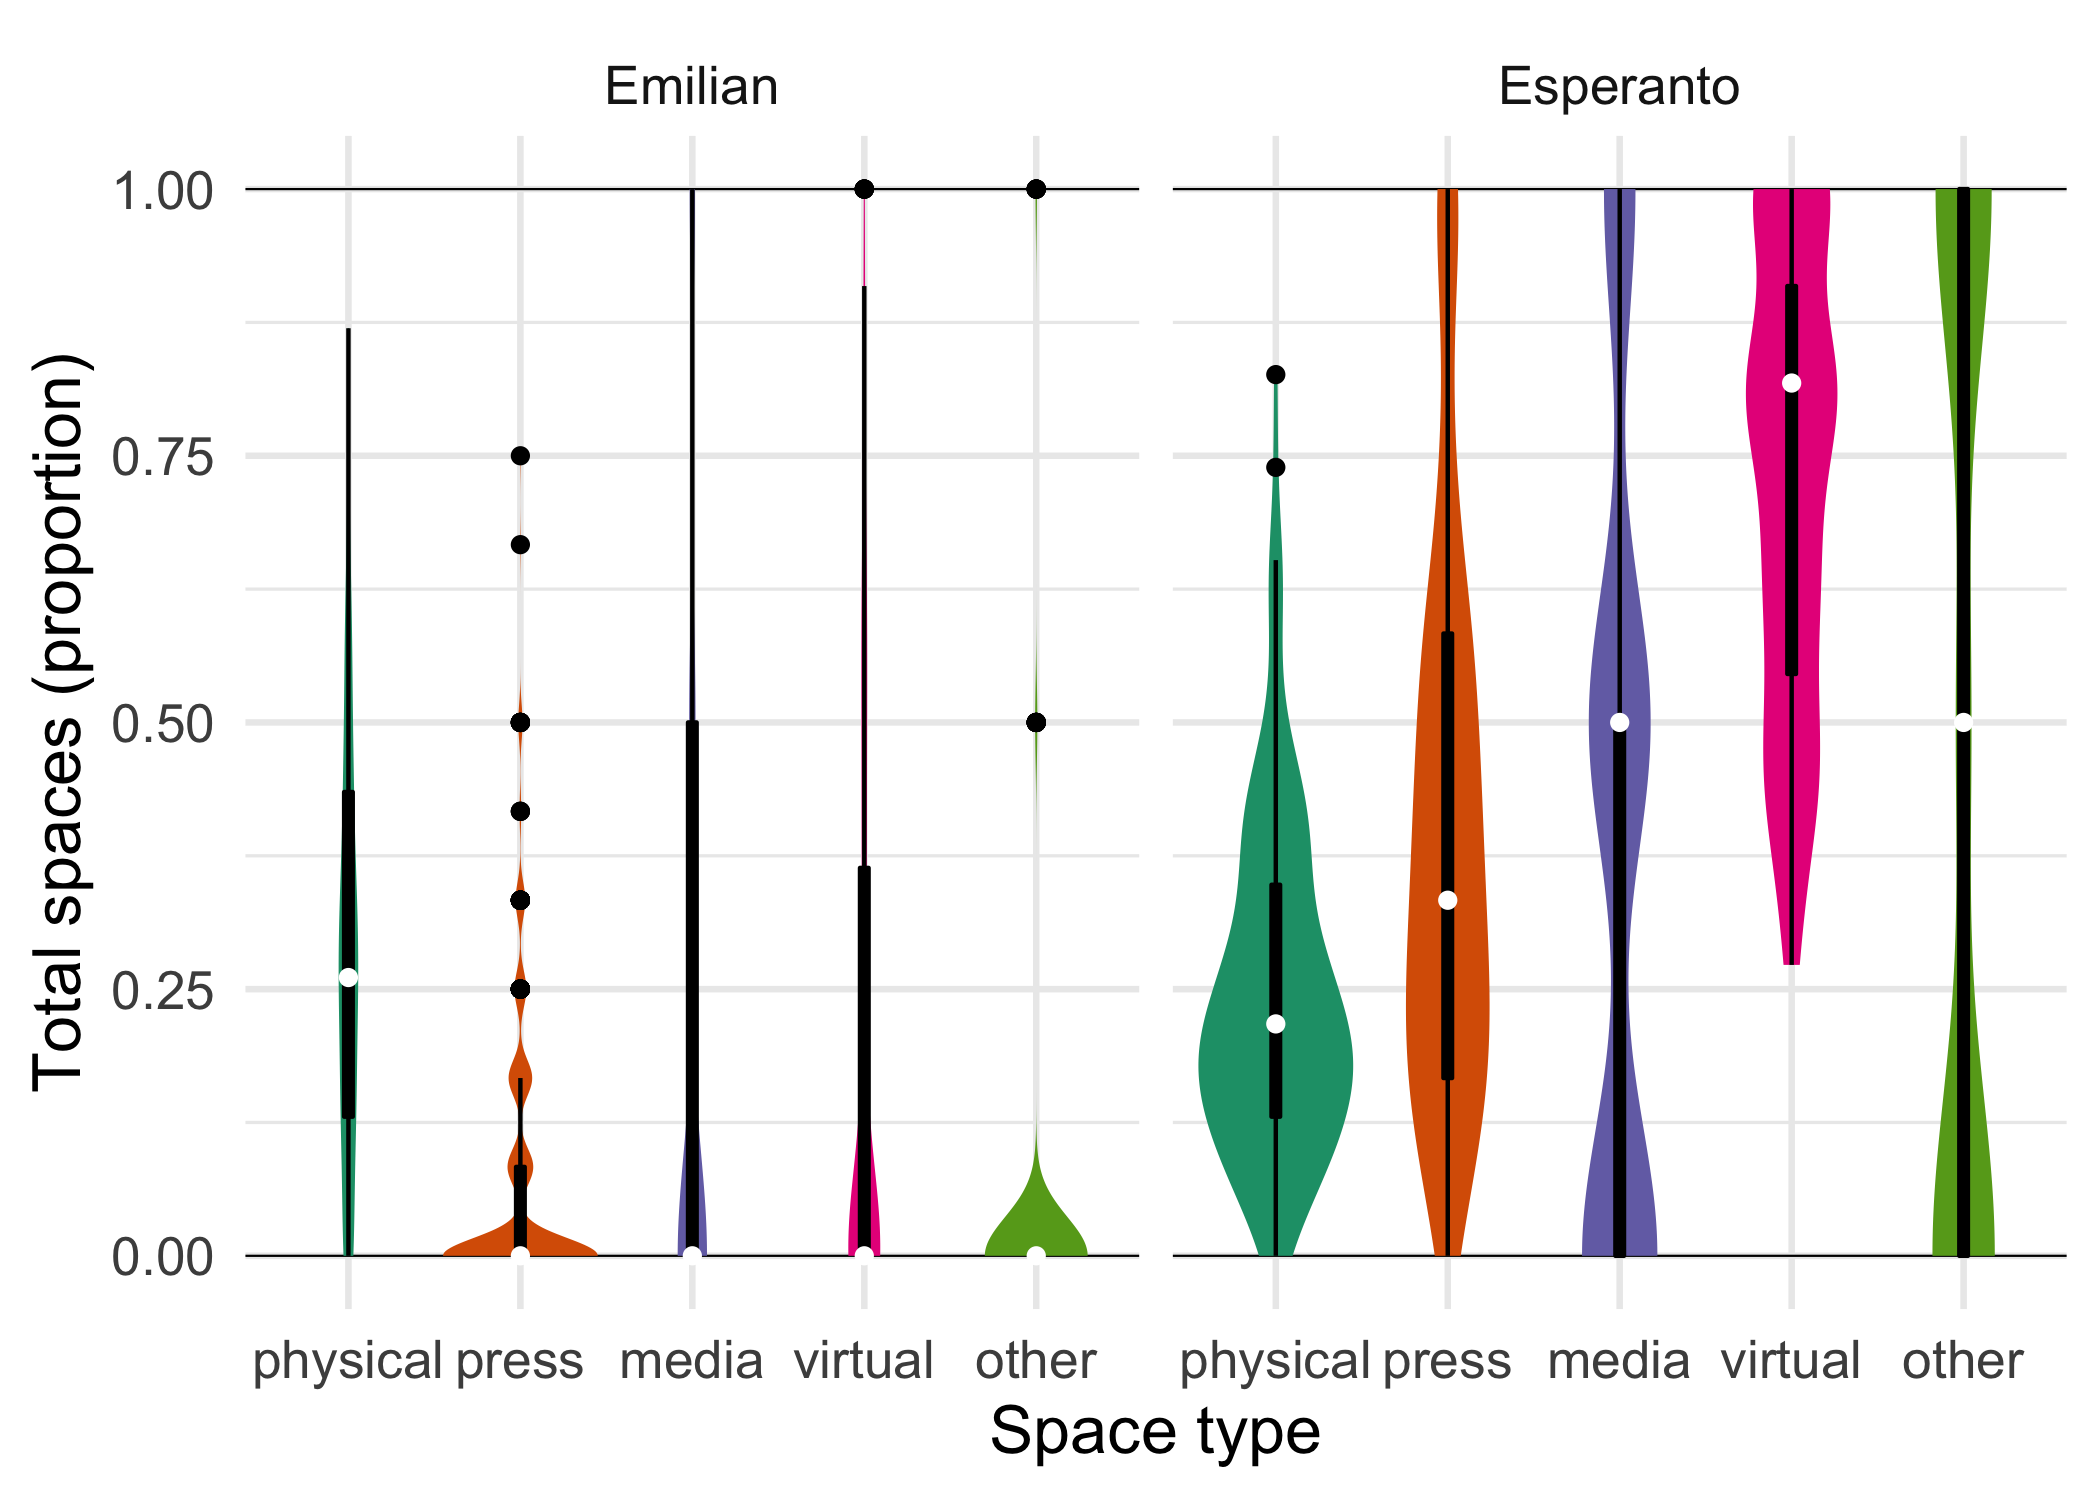 Emilian
Esperanto
Total spaces (proportion)
1.00
0.75
0.50
0.25
0.00
physical press media virtual other
physical press media virtual other
Space type